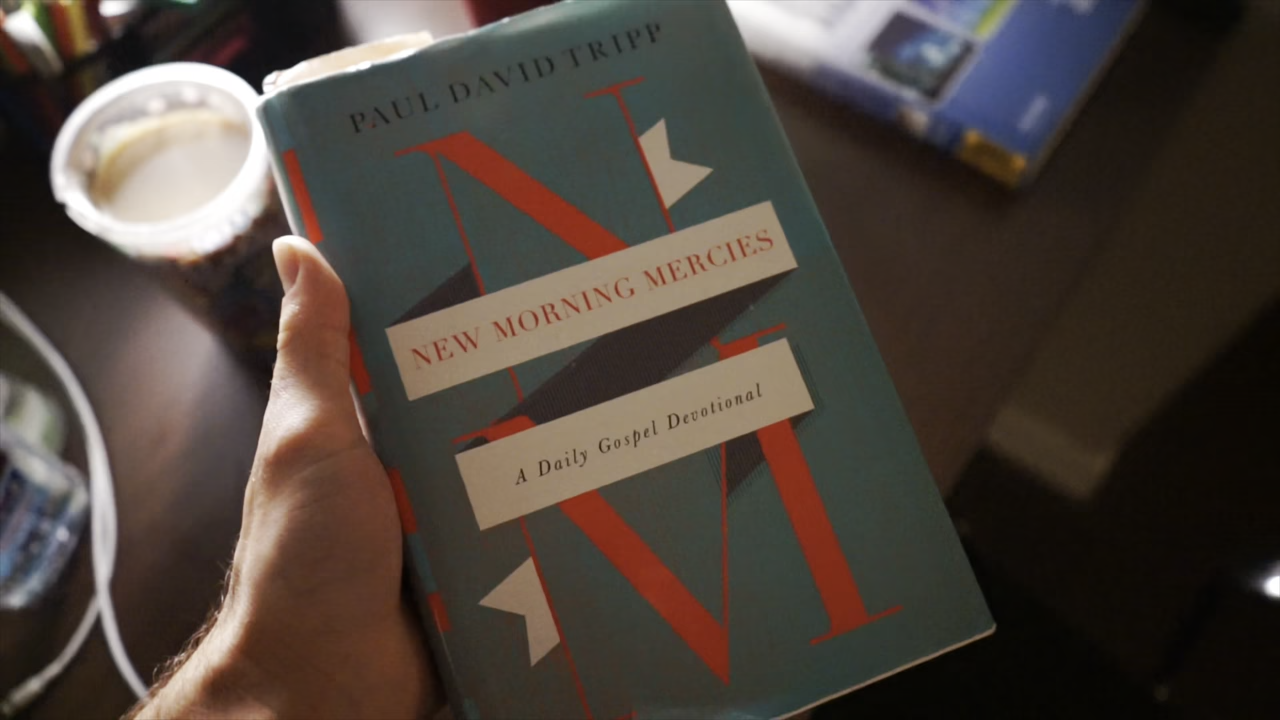 PAUL DAVID TRIPP
N
NEW MORNING MERCIES
A Daily Gospel Devotional
M